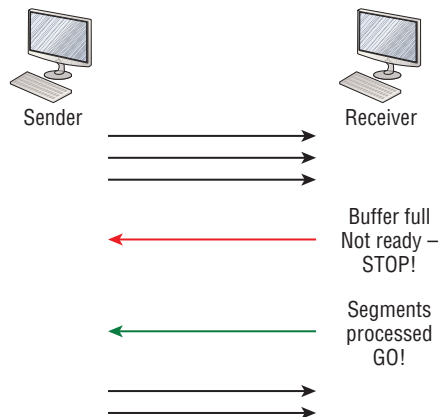 Sender
Receiver
Buffer full
Not ready –
STOP!
Segments
processed
GO!